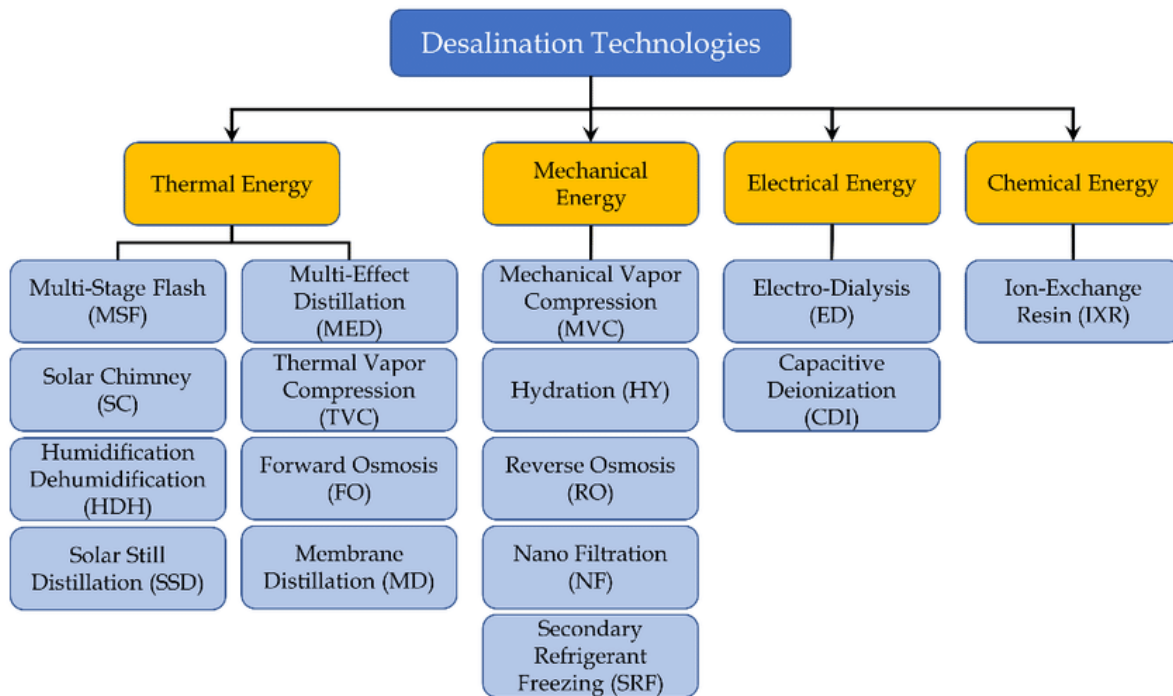 Desalination Technologies
Thermal Energy
Mechanical
Energy
Electrical Energy
Chemical Energy
Multi-Stage Flash
(MSF)
Solar Chimney
(SC)
Humidification
Dehumidification
(HDH)
Solar Still
Distillation (SSD)
Multi-Effect
Distillation
(MED)
Thermal Vapor
Compression
(TVC)
Forward Osmosis
(FO)
Membrane
Distillation (MD)
Mechanical Vapor
Compression
(MVC)
Hydration (HY)
Reverse Osmosis
(RO)
Nano Filtration
(NF)
Secondary
Refrigerant
Freezing (SRF)
Electro-Dialysis
(ED)
Capacitive
Deionization
(CDI)
Ion-Exchange
Resin (IXR)